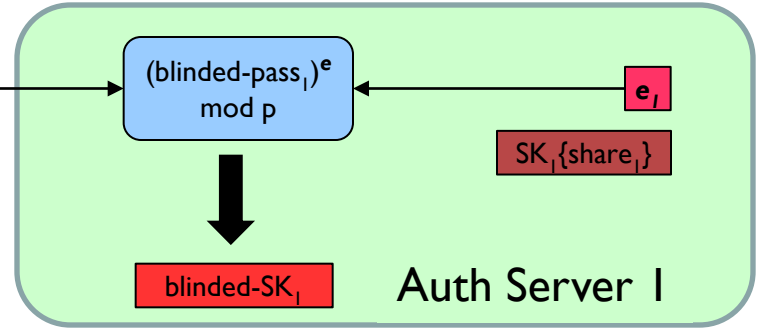 (blinded-pass₁)ᵉ
mod p
e₁
SK₁{share₁}
blinded-SK₁
Auth Server 1